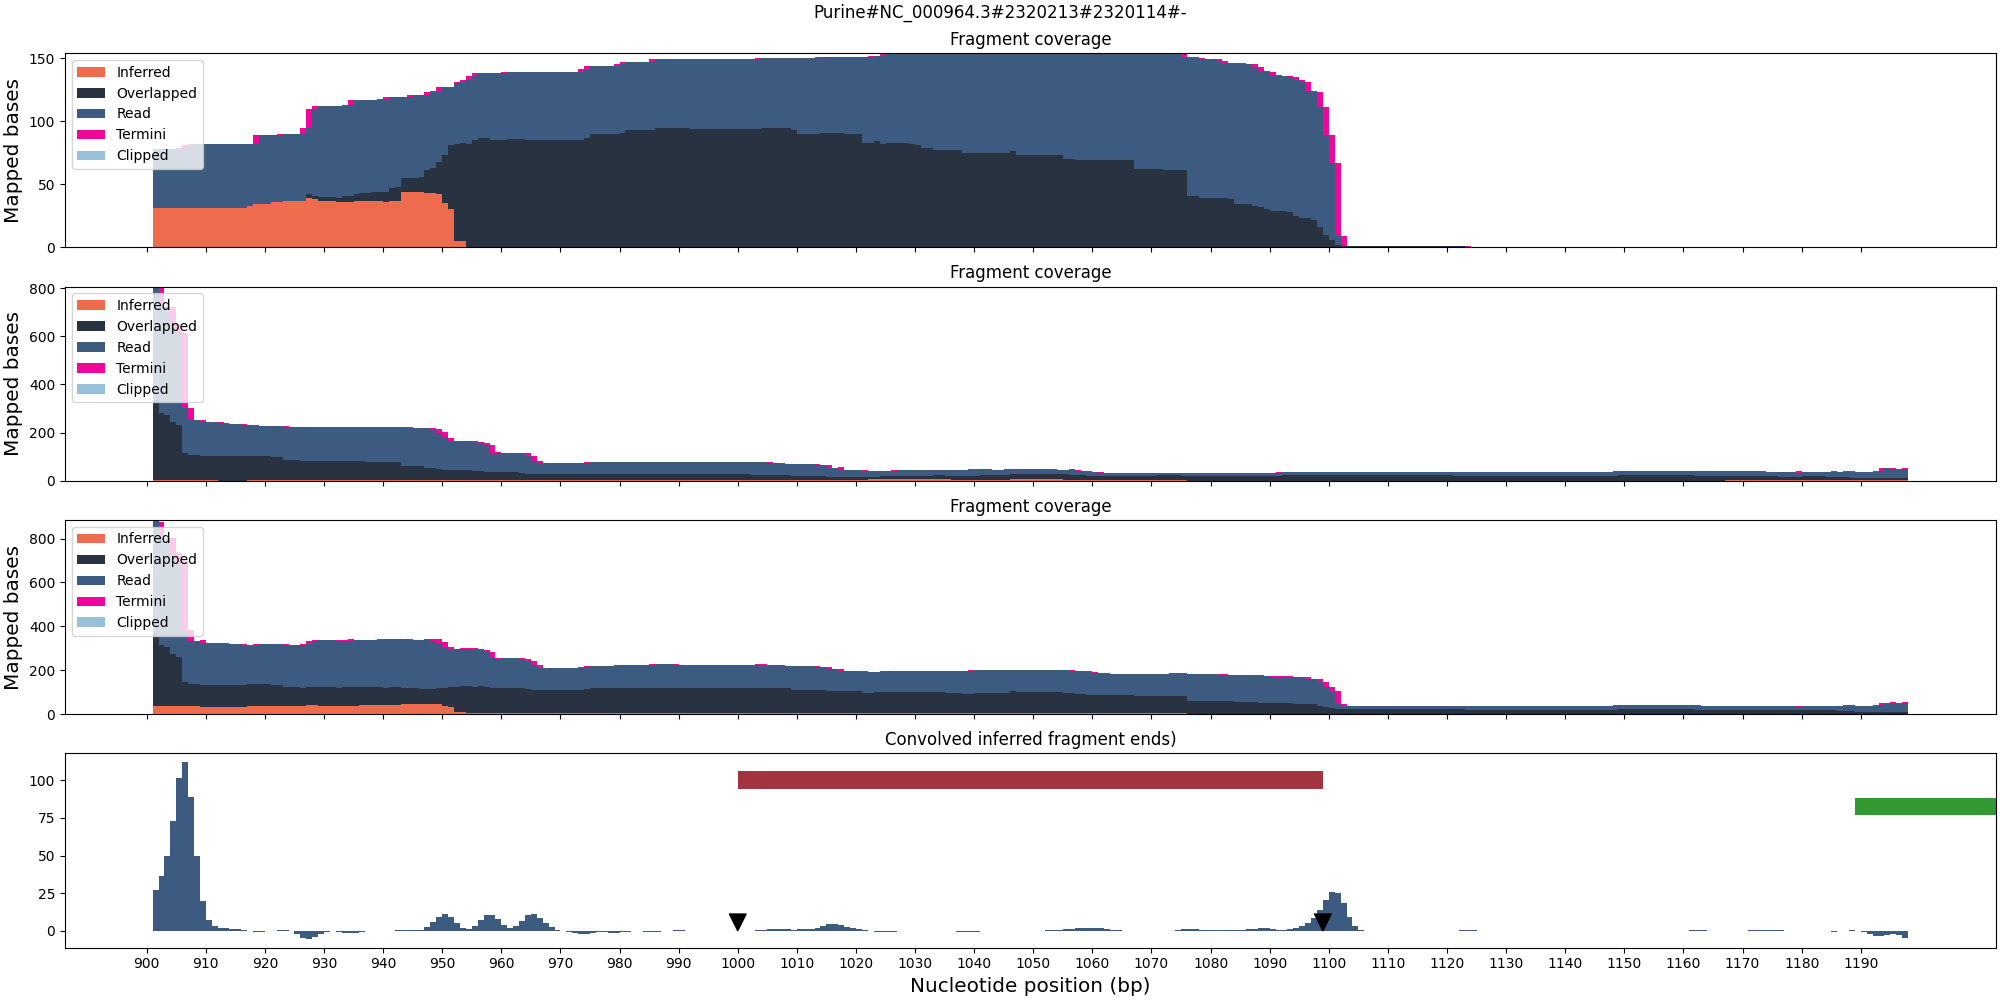 Purine#NC_000964.3#2320213#2320114#-
Fragment coverage
Mapped bases
150
100
50
0
Inferred
Overlapped
Read
Termini
Clipped
Fragment coverage
Mapped bases
800
600
400
200
0
Inferred
Overlapped
Read
Termini
Clipped
Fragment coverage
Mapped bases
800
600
400
200
0
Inferred
Overlapped
Read
Termini
Clipped
Convolved inferred fragment ends)
100
75
50
25
0
900 910 920 930 940 950 960 970 980 990 1000 1010 1020 1030 1040 1050 1060 1070 1080 1090 1100 1110 1120 1130 1140 1150 1160 1170 1180 1190
Nucleotide position (bp)